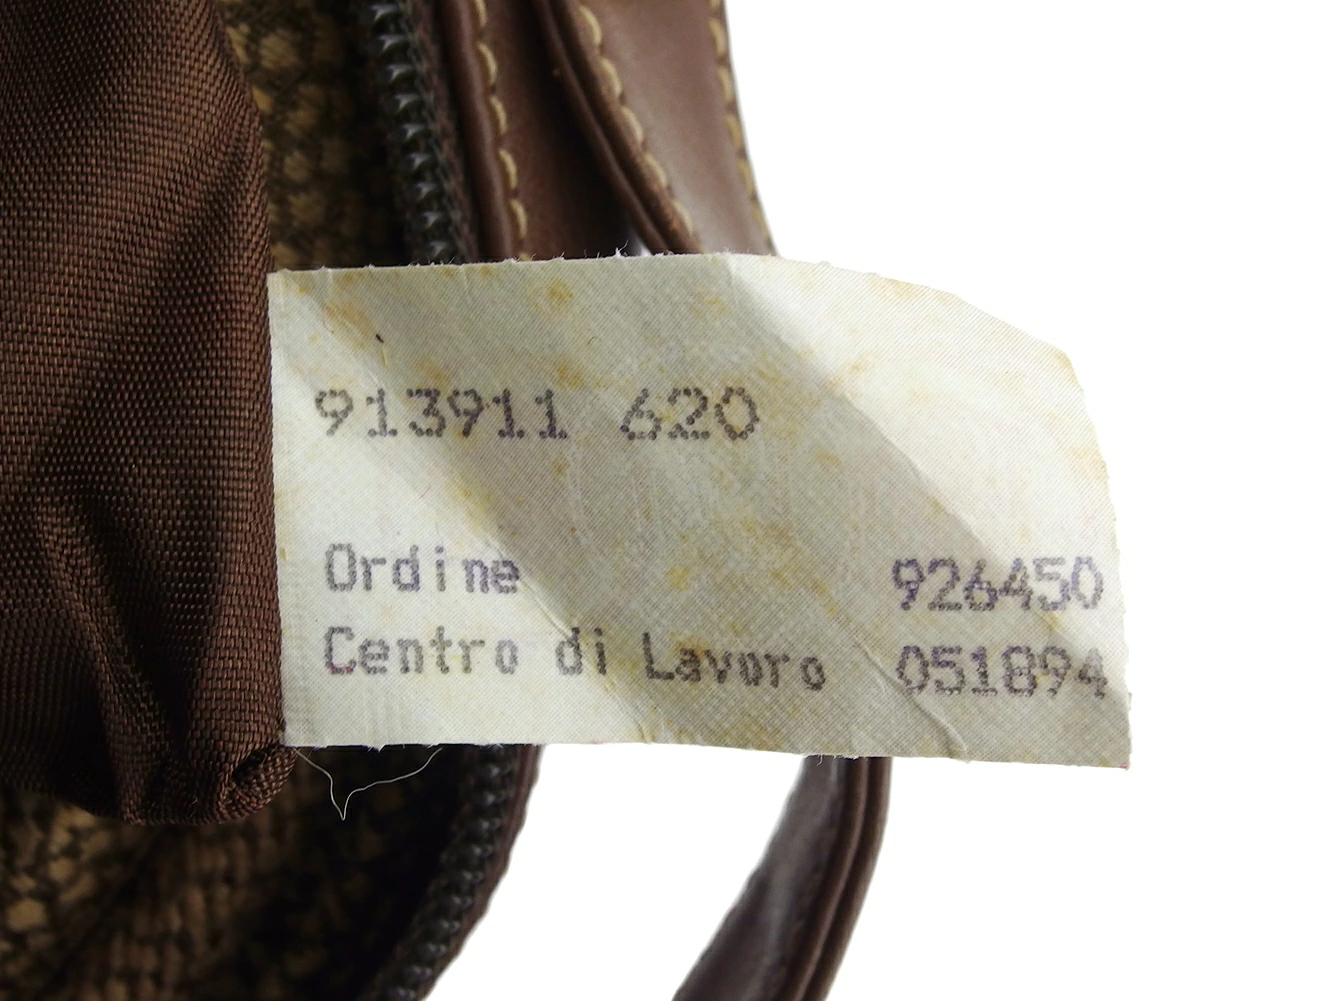 913911 620
Ordine 926450
Centro di Lavoro 051894